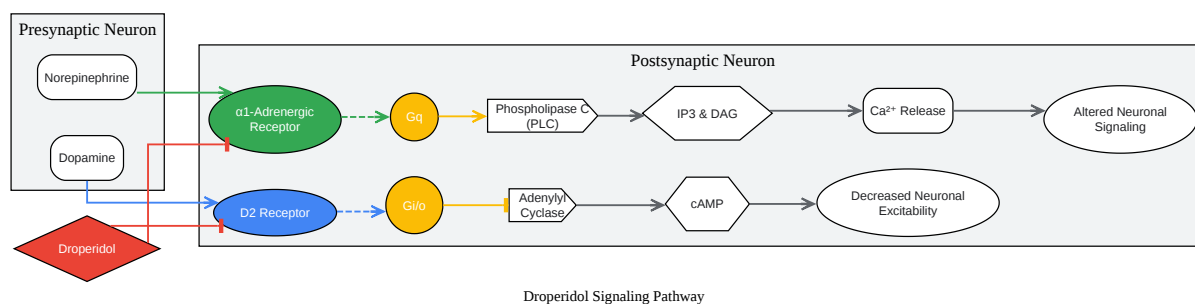 Presynaptic Neuron
Norepinephrine
Dopamine
Droperidol
Postsynaptic Neuron
α1-Adrenergic
Receptor
Gq
Phospholipase C
(PLC)
IP3 & DAG
Ca²⁺ Release
Altered Neuronal
Signaling
D2 Receptor
Gi/o
Adenylyl
Cyclase
cAMP
Decreased Neuronal
Excitability
Droperidol Signaling Pathway